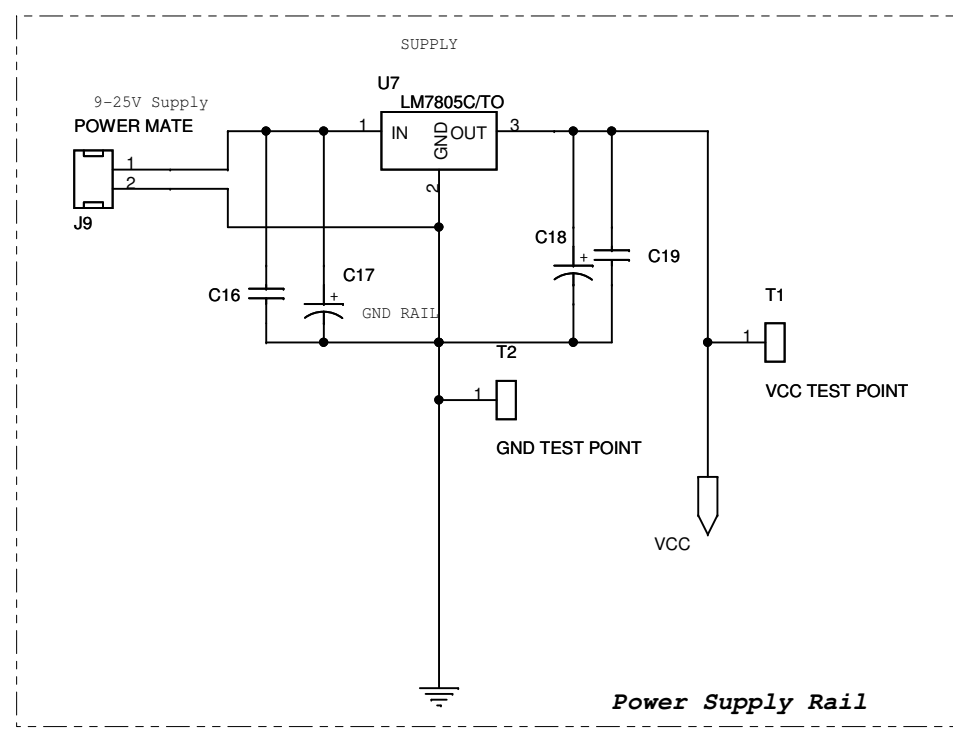 SUPPLY
U7
LM7805C/TO
9-25V Supply
POWER MATE
1
IN
GND
OUT
3
1
2
2
J9
C18
+
C19
C17
+
C16
GND RAIL
T1
1
T2
1
VCC TEST POINT
GND TEST POINT
VCC
Power Supply Rail